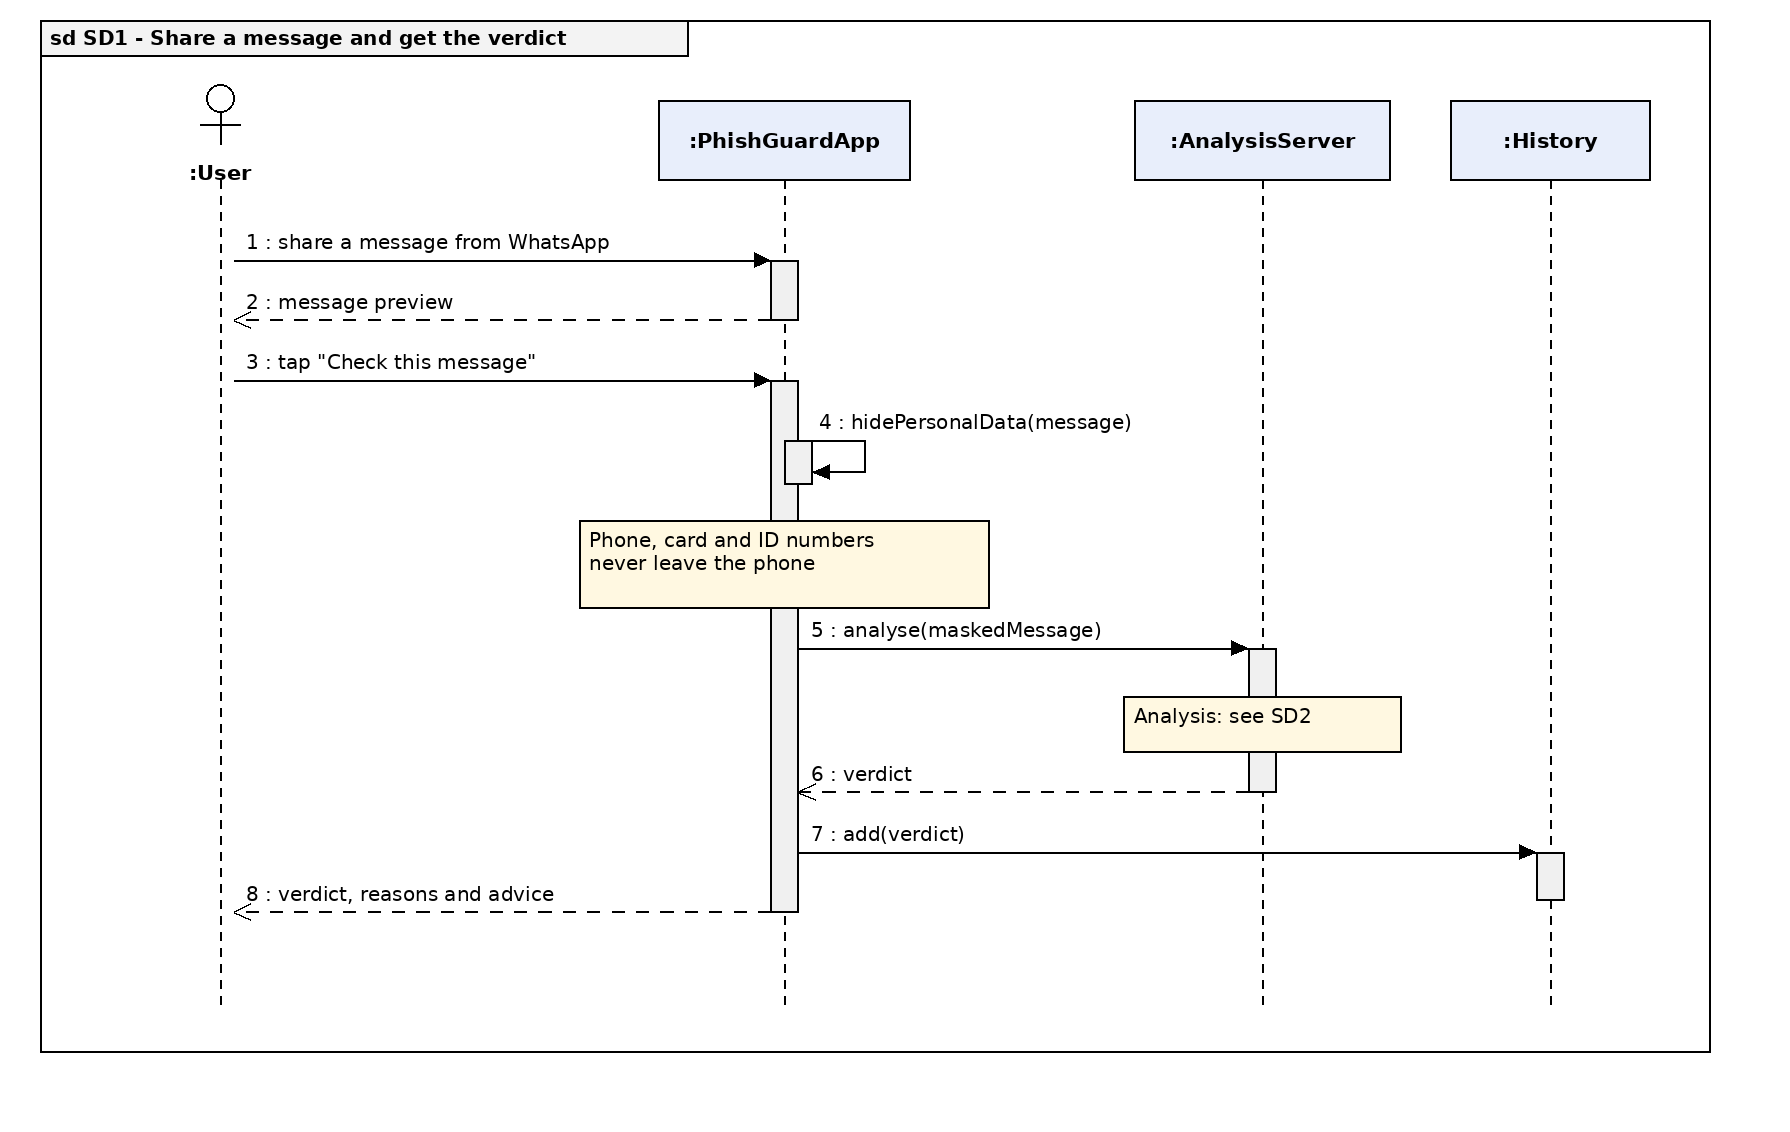 sd SD1 - Share a message and get the verdict
:User
:PhishGuardApp
:AnalysisServer
:History
1 : share a message from WhatsApp
2 : message preview
3 : tap "Check this message"
4 : hidePersonalData(message)
Phone, card and ID numbers
never leave the phone
5 : analyse(maskedMessage)
Analysis: see SD2
6 : verdict
7 : add(verdict)
8 : verdict, reasons and advice